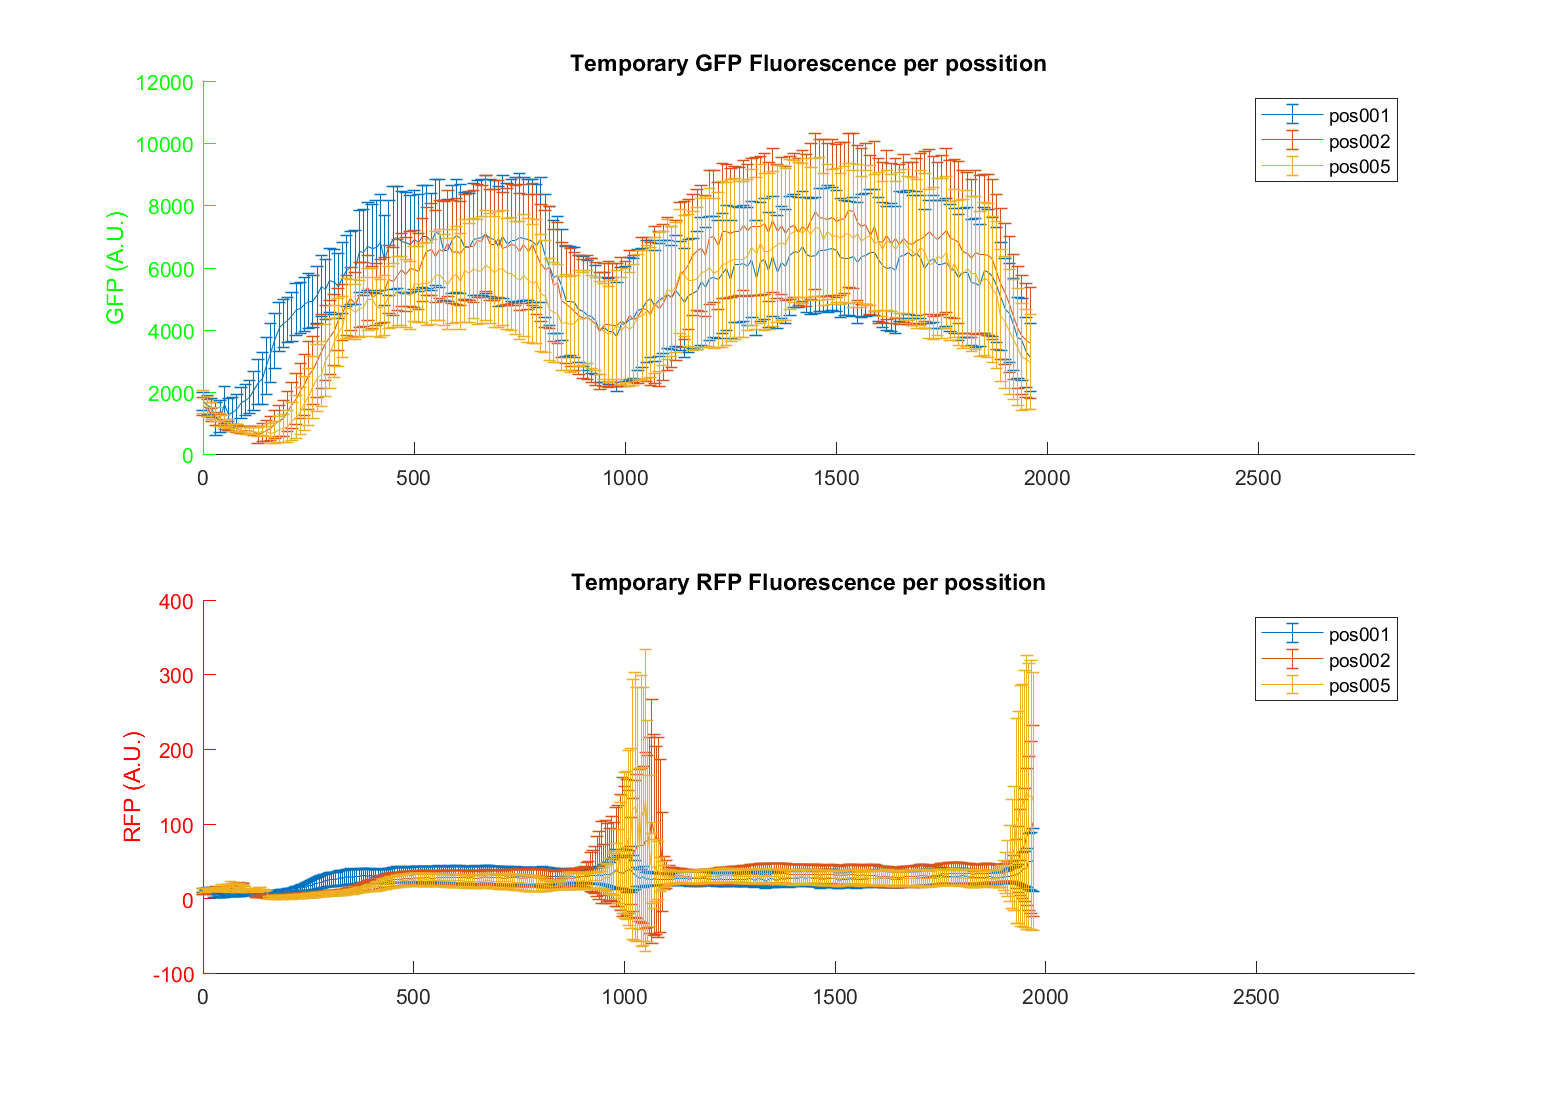 Temporary GFP Fluorescence per possition
GFP (A.U.)
12000
10000
8000
6000
4000
2000
0
0 500 1000 1500 2000 2500
pos001
pos002
pos005
Temporary RFP Fluorescence per possition
RFP (A.U.)
400
300
200
100
0
-100
0 500 1000 1500 2000 2500
pos001
pos002
pos005